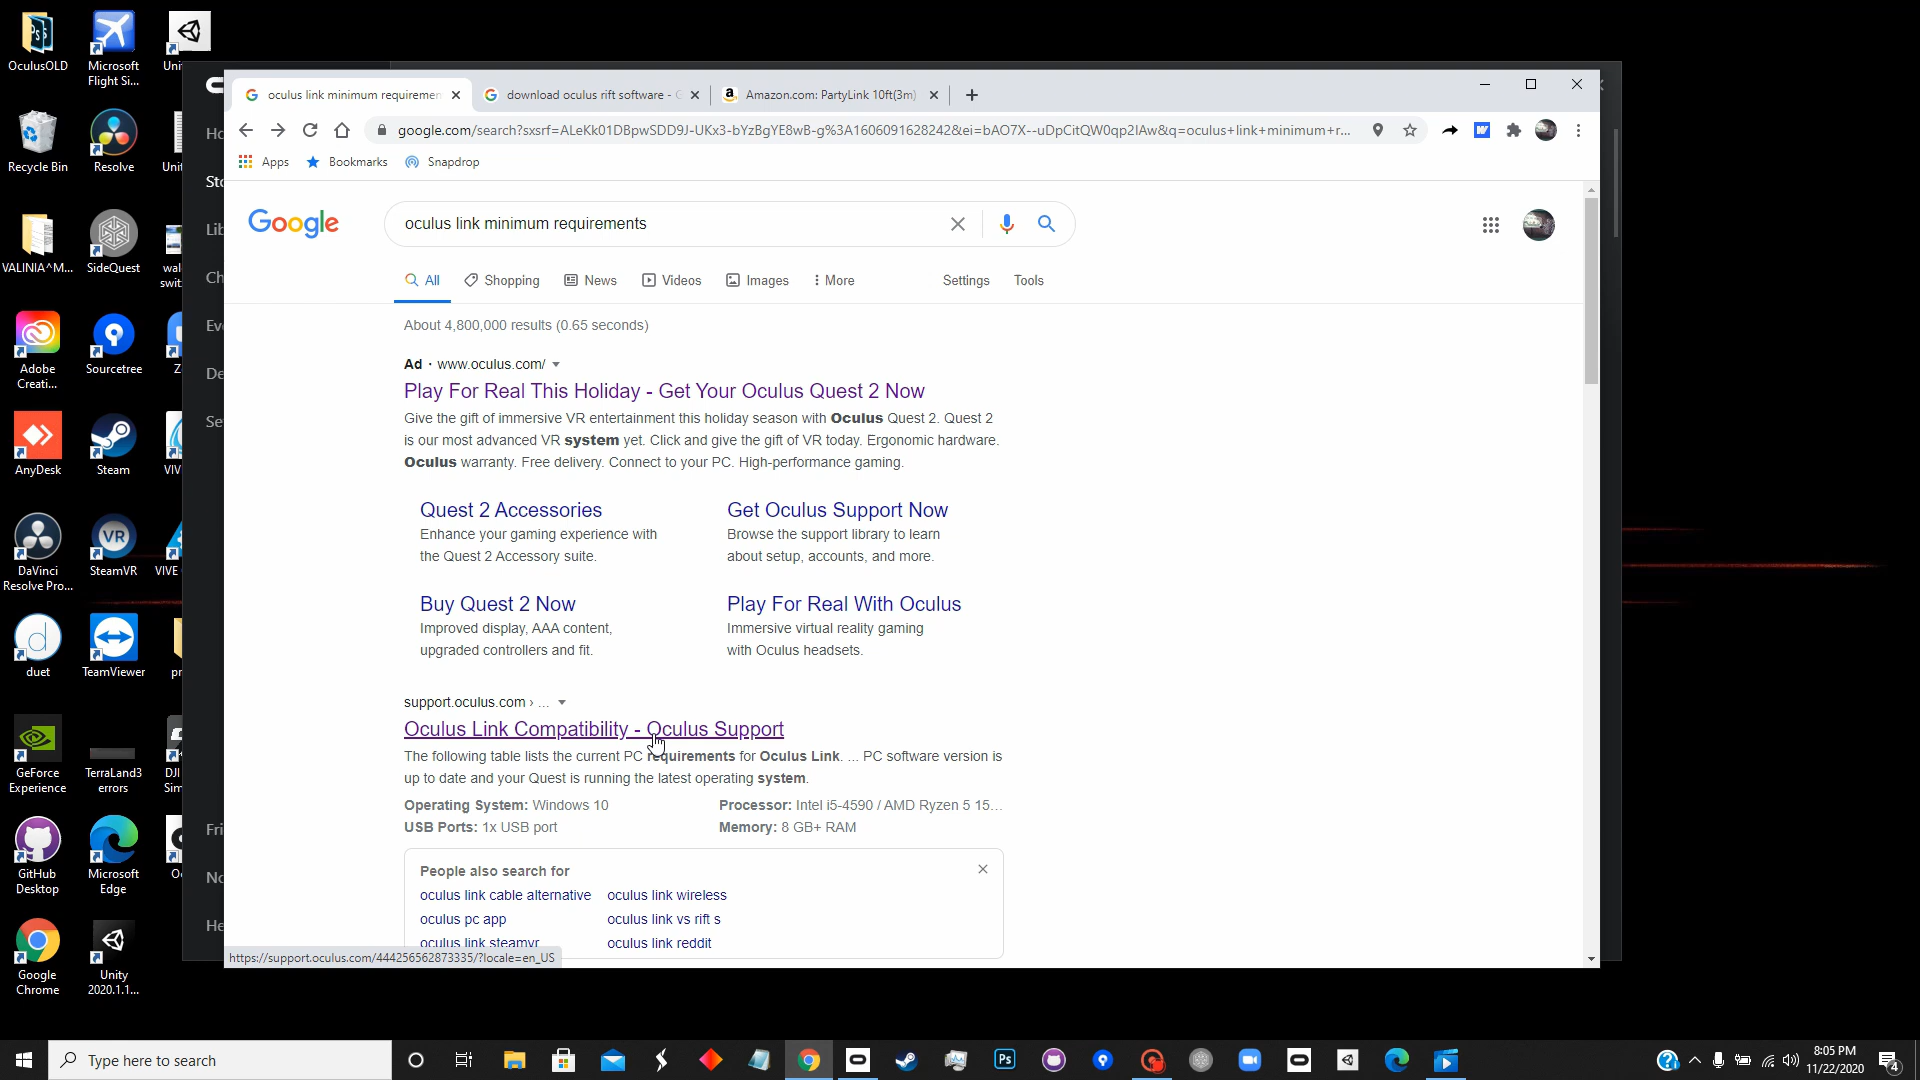 OculusOLD
Microsoft
Flight Si...
Recycle Bin
Resolve
VALINIA^M...
SideQuest
Adobe
Creati...
Sourcetree
AnyDesk
Steam
VIV
DaVinci
Resolve Pro...
SteamVR
VIVE
duet
TeamViewer
pr
GeForce
Experience
TerraLand3
errors
DJI
Sim
GitHub
Desktop
Microsoft
Edge
Google
Chrome
Unity
2020.1.1...
oculus link minimum requiremen
download oculus rift software - G
Amazon.com: PartyLink 10ft(3m)
google.com/search?sxsrf=ALeKk01DBpwSDD9J-UKx3-bYzBgYE8wB-g%3A1606091628242&ei=bAO7X--uDpCitQW0qp2IAw&q=oculus+link+minimum+r...
Apps
Bookmarks
Snapdrop
Google
oculus link minimum requirements
All
Shopping
News
Videos
Images
More
Settings
Tools
About 4,800,000 results (0.65 seconds)
Ad · www.oculus.com/
Play For Real This Holiday - Get Your Oculus Quest 2 Now
Give the gift of immersive VR entertainment this holiday season with Oculus Quest 2. Quest 2
is our most advanced VR system yet. Click and give the gift of VR today. Ergonomic hardware.
Oculus warranty. Free delivery. Connect to your PC. High-performance gaming.
Quest 2 Accessories
Enhance your gaming experience with
the Quest 2 Accessory suite.
Get Oculus Support Now
Browse the support library to learn
about setup, accounts, and more.
Buy Quest 2 Now
Improved display, AAA content,
upgraded controllers and fit.
Play For Real With Oculus
Immersive virtual reality gaming
with Oculus headsets.
support.oculus.com › ...
Oculus Link Compatibility - Oculus Support
The following table lists the current PC requirements for Oculus Link. ... PC software version is
up to date and your Quest is running the latest operating system.
Operating System: Windows 10
Processor: Intel i5-4590 / AMD Ryzen 5 15...
USB Ports: 1x USB port
Memory: 8 GB+ RAM
People also search for
oculus link cable alternative
oculus link wireless
oculus pc app
oculus link vs rift s
oculus link steamvr
oculus link reddit
https://support.oculus.com/444256562873335/?locale=en_US
Type here to search
Ps
8:05 PM
11/22/2020
4